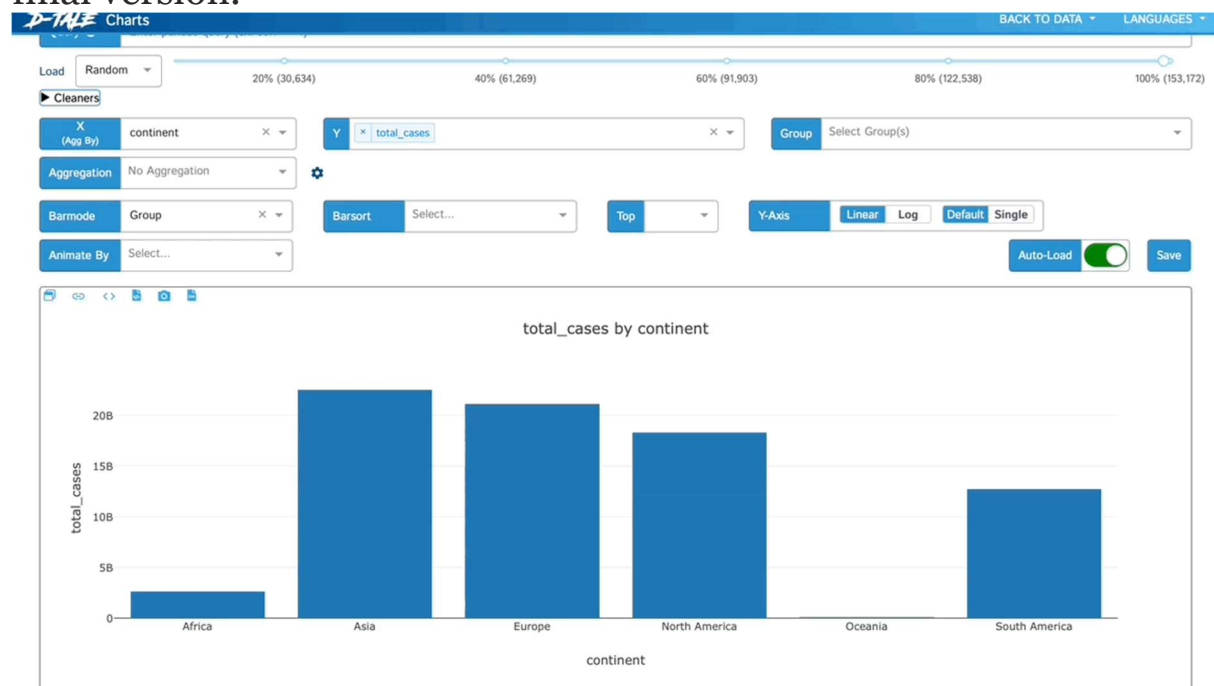 final version.
D-TALE Charts
BACK TO DATA
LANGUAGES
Load
Random
20% (30,634)
40% (61,269)
60% (91,903)
80% (122,538)
100% (153,172)
Cleaners
X
(Agg By)
continent
Y
× total_cases
Group
Select Group(s)
Aggregation
No Aggregation
Barmode
Group
Barsort
Select...
Top
Y-Axis
Linear
Log
Default
Single
Animate By
Select...
Auto-Load
Save
total_cases by continent
20B
15B
10B
5B
0
total_cases
Africa
Asia
Europe
North America
Oceania
South America
continent